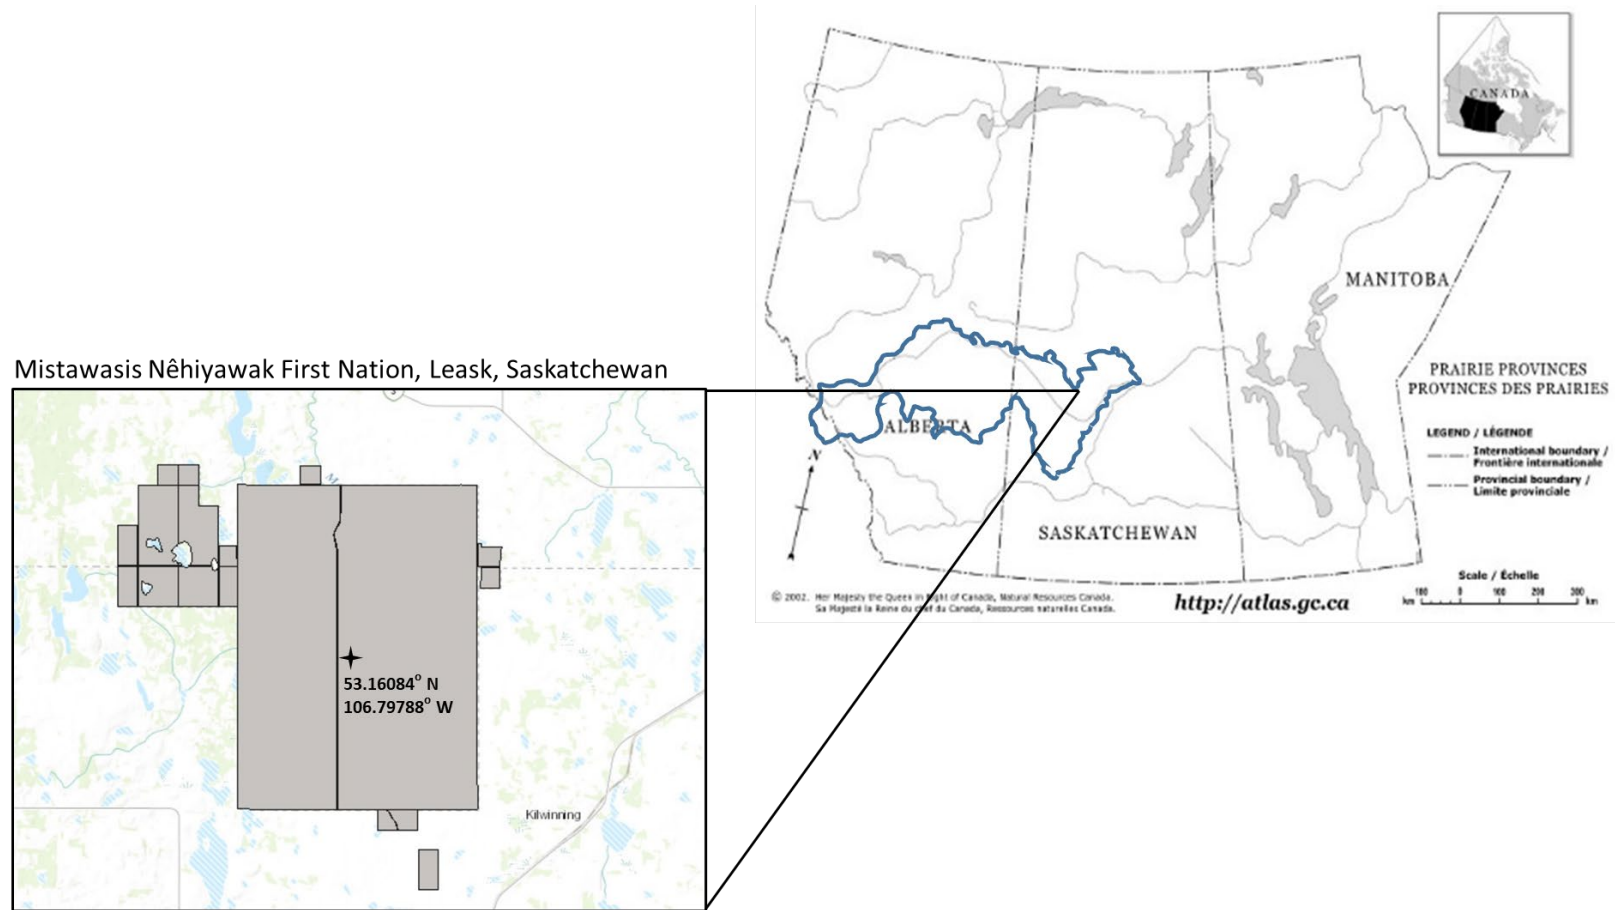 CANADA
MANITOBA
Mistawasis Nêhiyawak First Nation, Leask, Saskatchewan
PRAIRIE PROVINCES
PROVINCES DES PRAIRIES
ALBERTA
LEGEND / LÉGENDE
International boundary /
Frontière internationale
Provincial boundary /
Limite provinciale
N
SASKATCHEWAN
Scale / Échelle
km 100 0 100 200 300 km
© 2002. Her Majesty the Queen in Right of Canada, Natural Resources Canada.
Sa Majesté la Reine du chef du Canada, Ressources naturelles Canada.
http://atlas.gc.ca
3
M
53.16084° N
106.79788° W
Kilwinning